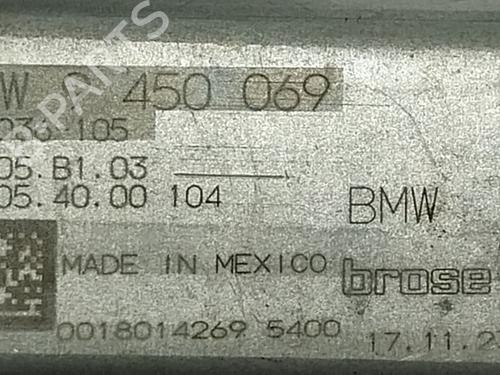 W 9 450 069
036-105
05.B1.03
05.40.00 104
BMW
MADE IN MEXICO brose
0018014269 5400
17.11.2